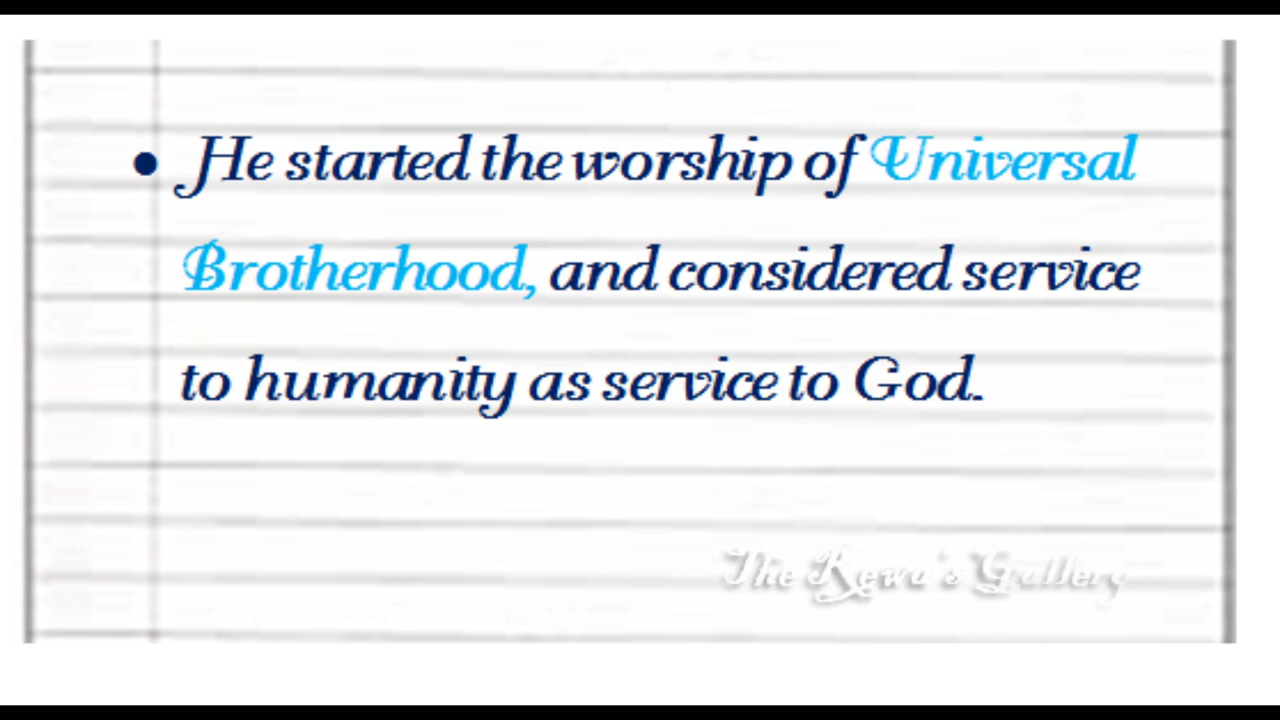 • He started the worship of Universal
Brotherhood, and considered service
to humanity as service to God.
The Rewa's Gallery